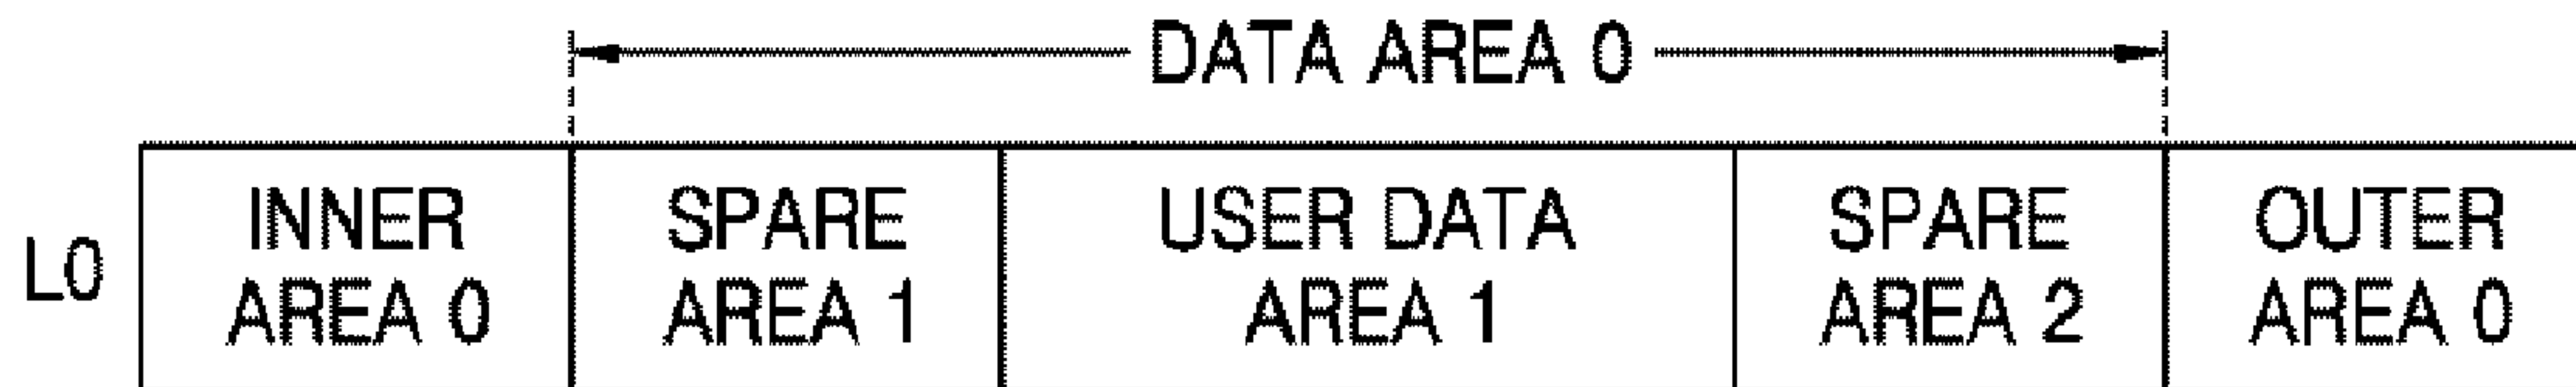 DATA AREA 0
L0
INNER
AREA 0
SPARE
AREA 1
USER DATA
AREA 1
SPARE
AREA 2
OUTER
AREA 0